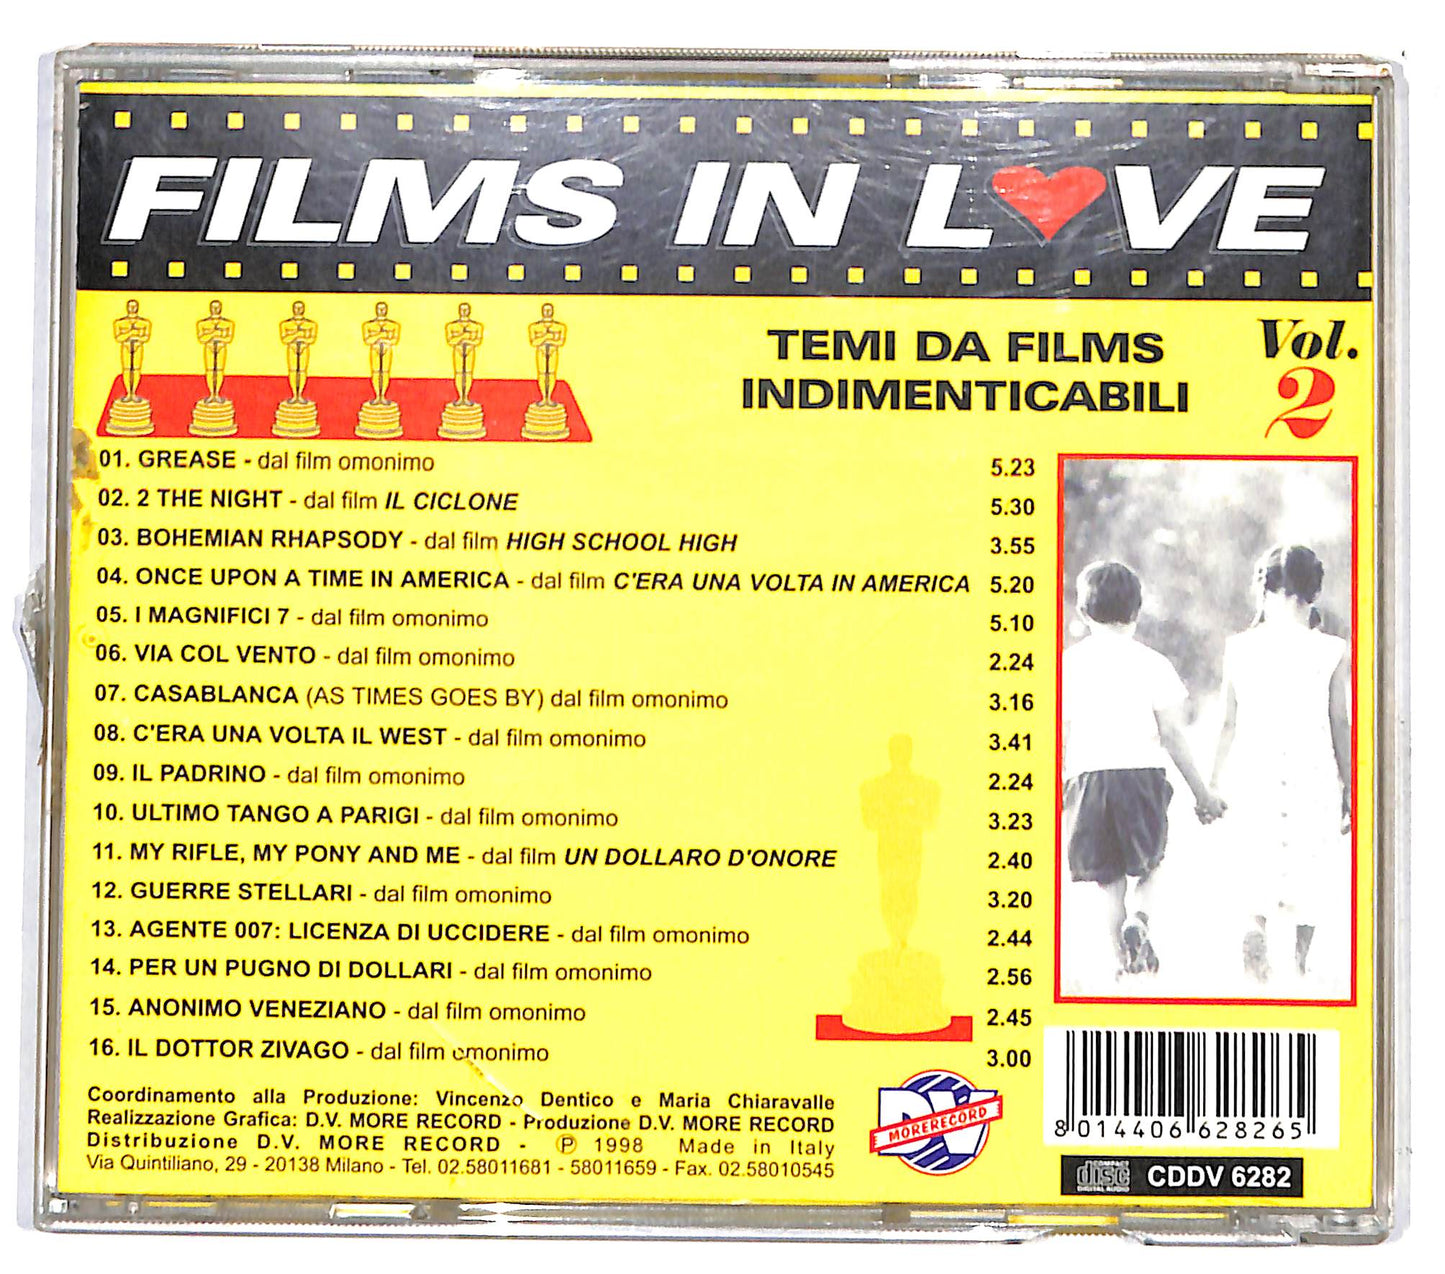 FILMS IN LOVE
TEMI DA FILMS
INDIMENTICABILI
Vol.
2
01. GREASE - dal film omonimo 5.23
02. 2 THE NIGHT - dal film IL CICLONE 5.30
03. BOHEMIAN RHAPSODY - dal film HIGH SCHOOL HIGH 3.55
04. ONCE UPON A TIME IN AMERICA - dal film C'ERA UNA VOLTA IN AMERICA 5.20
05. I MAGNIFICI 7 - dal film omonimo 5.10
06. VIA COL VENTO - dal film omonimo 2.24
07. CASABLANCA (AS TIMES GOES BY) dal film omonimo 3.16
08. C'ERA UNA VOLTA IL WEST - dal film omonimo 3.41
09. IL PADRINO - dal film omonimo 2.24
10. ULTIMO TANGO A PARIGI - dal film omonimo 3.23
11. MY RIFLE, MY PONY AND ME - dal film UN DOLLARO D'ONORE 2.40
12. GUERRE STELLARI - dal film omonimo 3.20
13. AGENTE 007: LICENZA DI UCCIDERE - dal film omonimo 2.44
14. PER UN PUGNO DI DOLLARI - dal film omonimo 2.56
15. ANONIMO VENEZIANO - dal film omonimo 2.45
16. IL DOTTOR ZIVAGO - dal film omonimo 3.00
Coordinamento alla Produzione: Vincenzo Dentico e Maria Chiaravalle
Realizzazione Grafica: D.V. MORE RECORD - Produzione D.V. MORE RECORD
Distribuzione D.V. MORE RECORD - ℗ 1998 Made in Italy
Via Quintiliano, 29 - 20138 Milano - Tel. 02.58011681 - 58011659 - Fax. 02.58010545
DV
MORE RECORD
8 014406 628265
COMPACT
disc
DIGITAL AUDIO
CDDV 6282